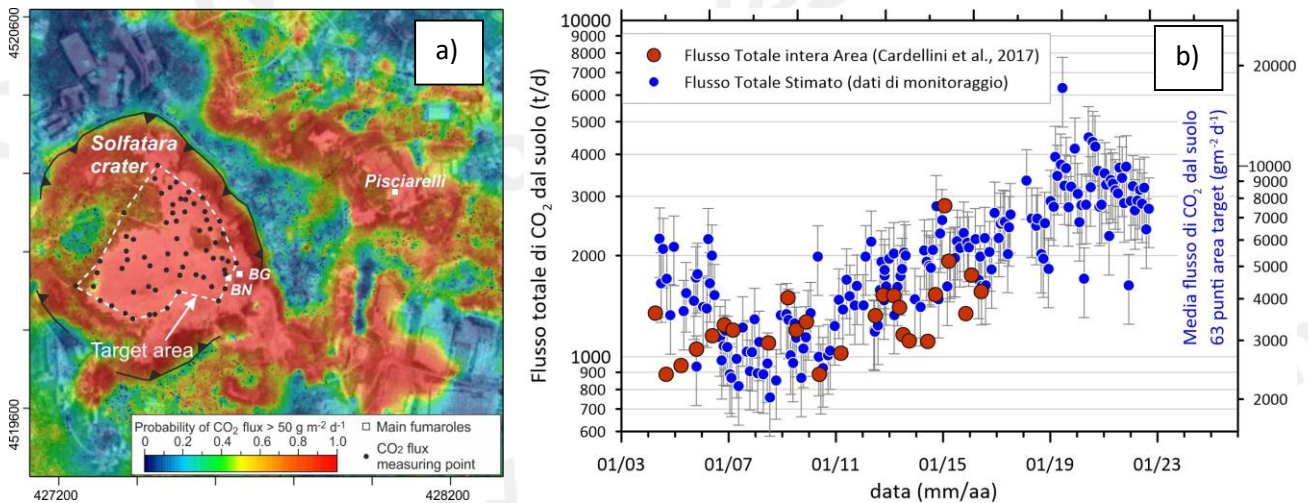 a)
4520600
4519600
Solfatara
crater
Pisciarelli
BG
BN
Target area
Probability of CO₂ flux > 50 g m⁻² d⁻¹
0 0.2 0.4 0.6 0.8 1.0
Main fumaroles
CO₂ flux
measuring point
427200 428200
b)
Flusso Totale intera Area (Cardellini et al., 2017)
Flusso Totale Stimato (dati di monitoraggio)
Flusso totale di CO₂ dal suolo (t/d)
10000
9000
8000
7000
6000
5000
4000
3000
2000
1000
900
800
700
600
Media flusso di CO₂ dal suolo
63 punti area target (gm⁻² d⁻¹)
20000
10000
9000
8000
7000
6000
5000
4000
3000
2000
01/03 01/07 01/11 01/15 01/19 01/23
data (mm/aa)